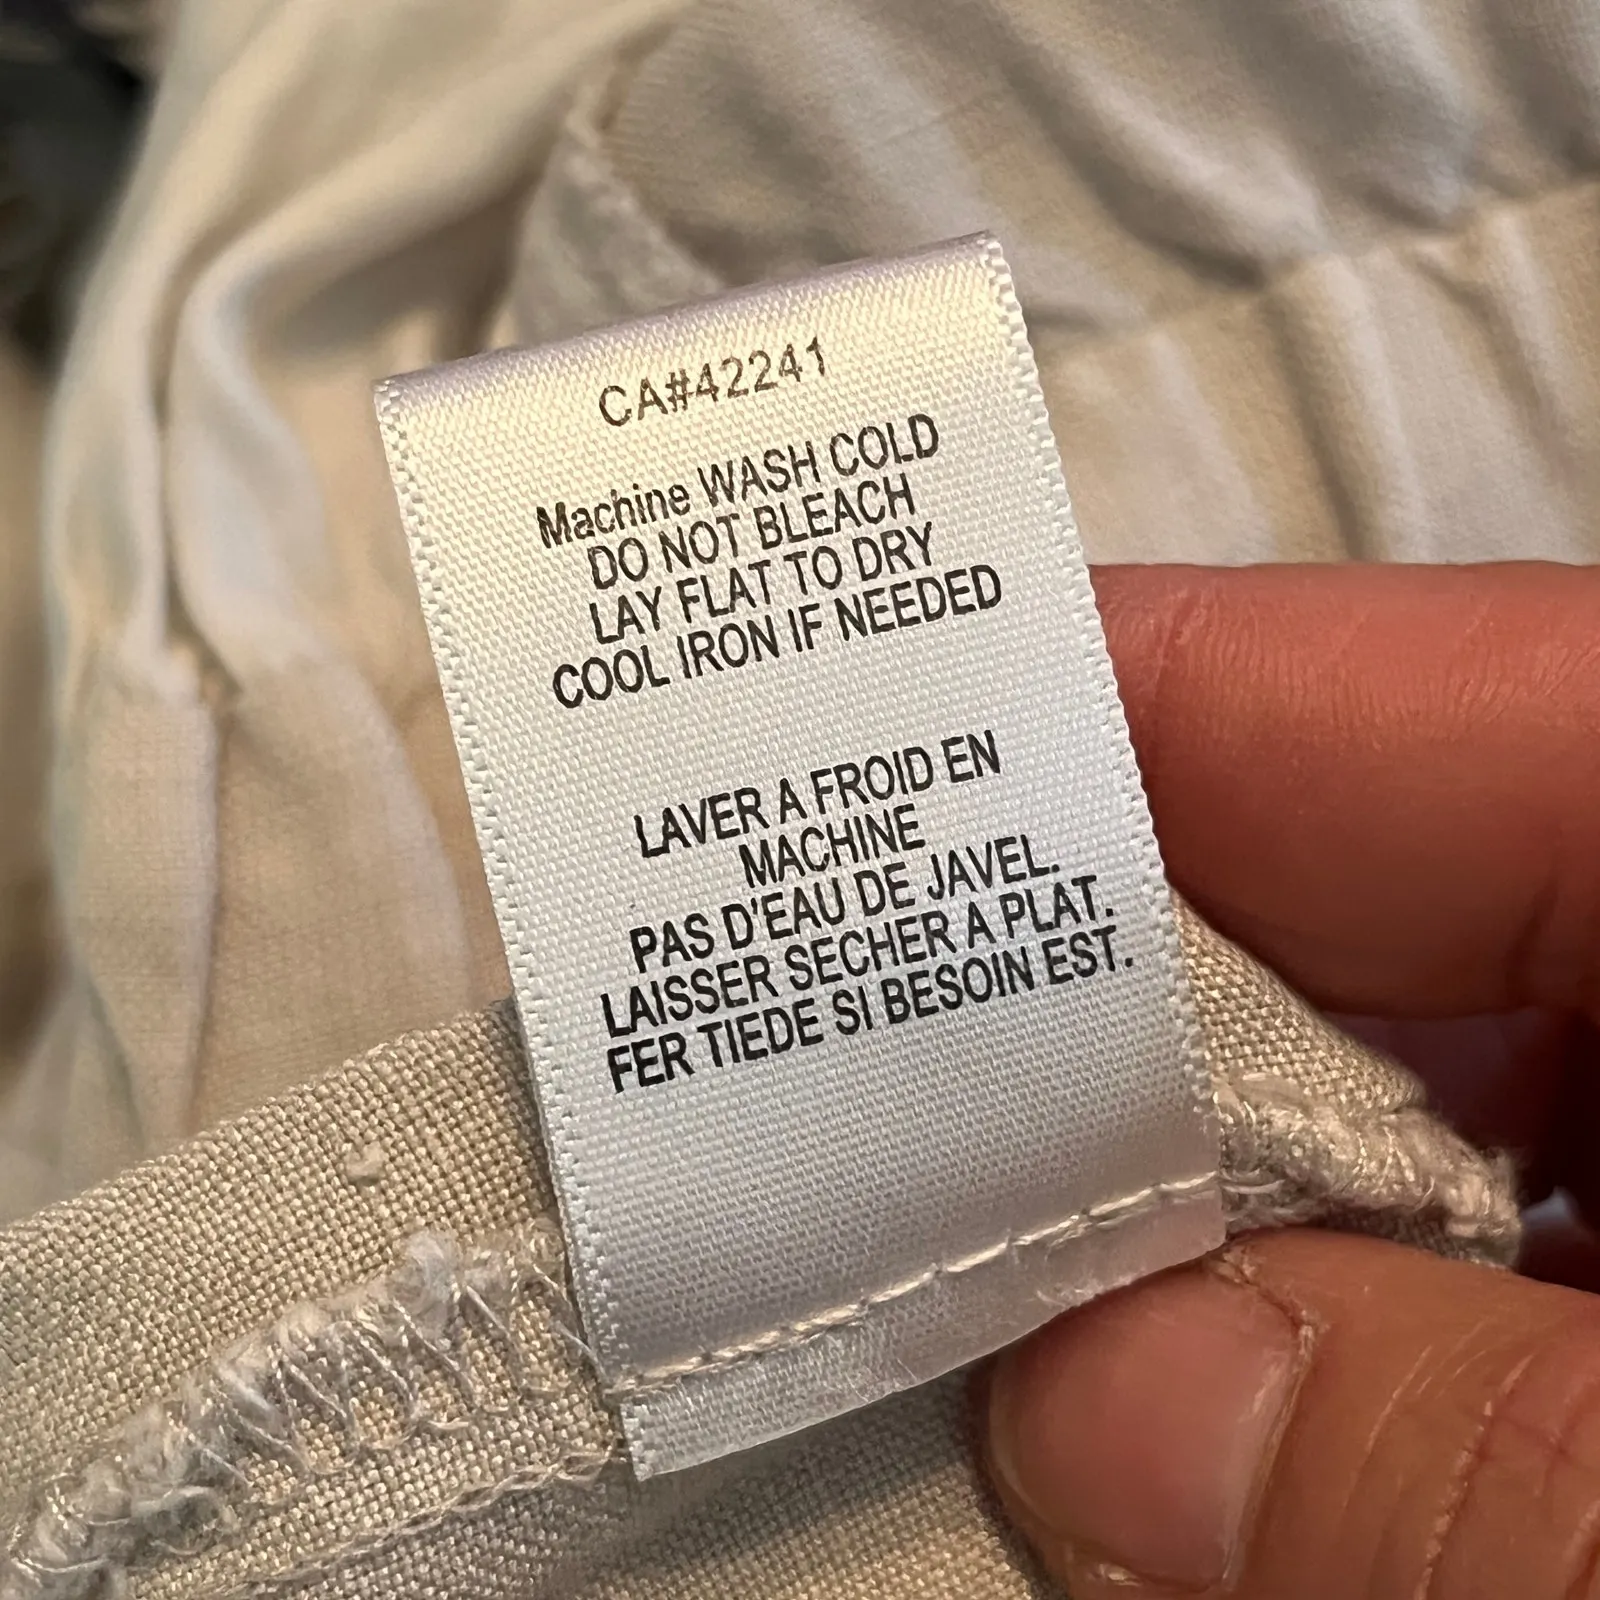 CA#42241
Machine WASH COLD
DO NOT BLEACH
LAY FLAT TO DRY
COOL IRON IF NEEDED
LAVER A FROID EN
MACHINE
PAS D'EAU DE JAVEL.
LAISSER SECHER A PLAT.
FER TIEDE SI BESOIN EST.